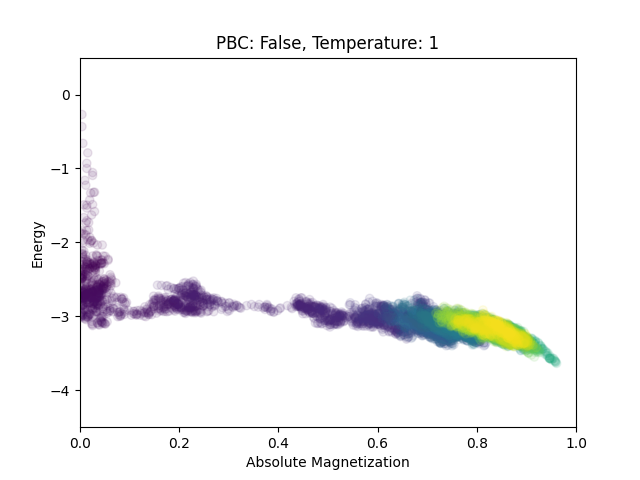 PBC: False, Temperature: 1
0
−1
−2
−3
−4
Energy
0.0 0.2 0.4 0.6 0.8 1.0
Absolute Magnetization